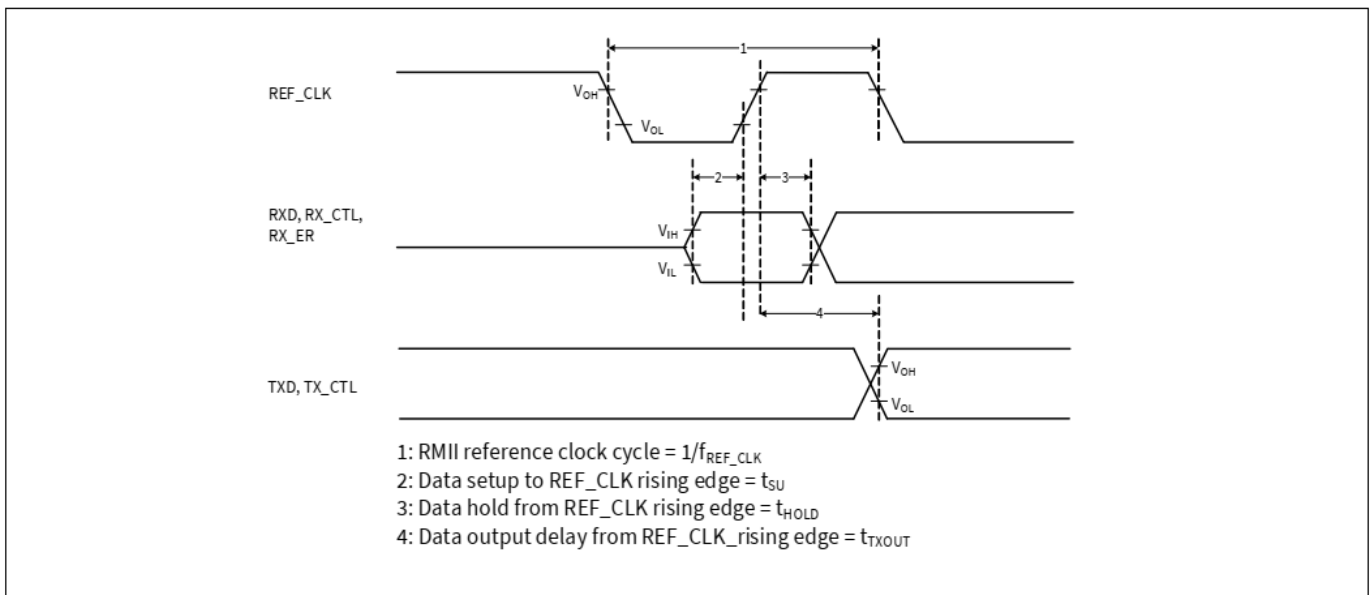 1
REF_CLK
VOH
VOL
2
3
RXD, RX_CTL,
RX_ER
VIH
VIL
4
TXD, TX_CTL
VOH
VOL
1: RMII reference clock cycle = 1/fREF_CLK
2: Data setup to REF_CLK rising edge = tSU
3: Data hold from REF_CLK rising edge = tHOLD
4: Data output delay from REF_CLK_rising edge = tTXOUT